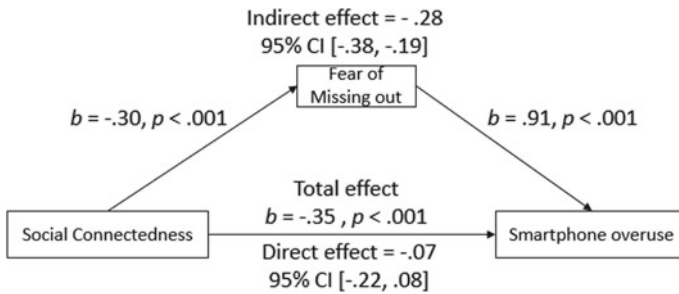 Indirect effect = - .28
95% CI [-.38, -.19]
Fear of
Missing out
b = -.30, p < .001
b = .91, p < .001
Total effect
b = -.35 , p < .001
Social Connectedness
Smartphone overuse
Direct effect = -.07
95% CI [-.22, .08]